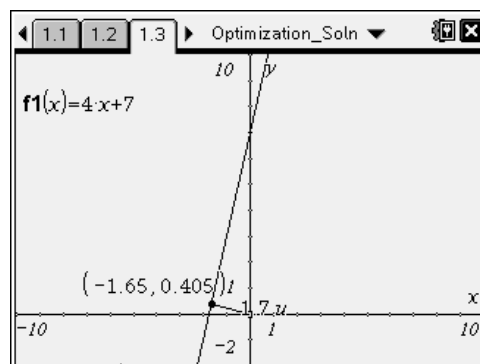 1.1 1.2 1.3 Optimization_Soln
10 y
f1(x)=4·x+7
(-1.65, 0.405) 1
1.7 u
x
-10 1 10
-2